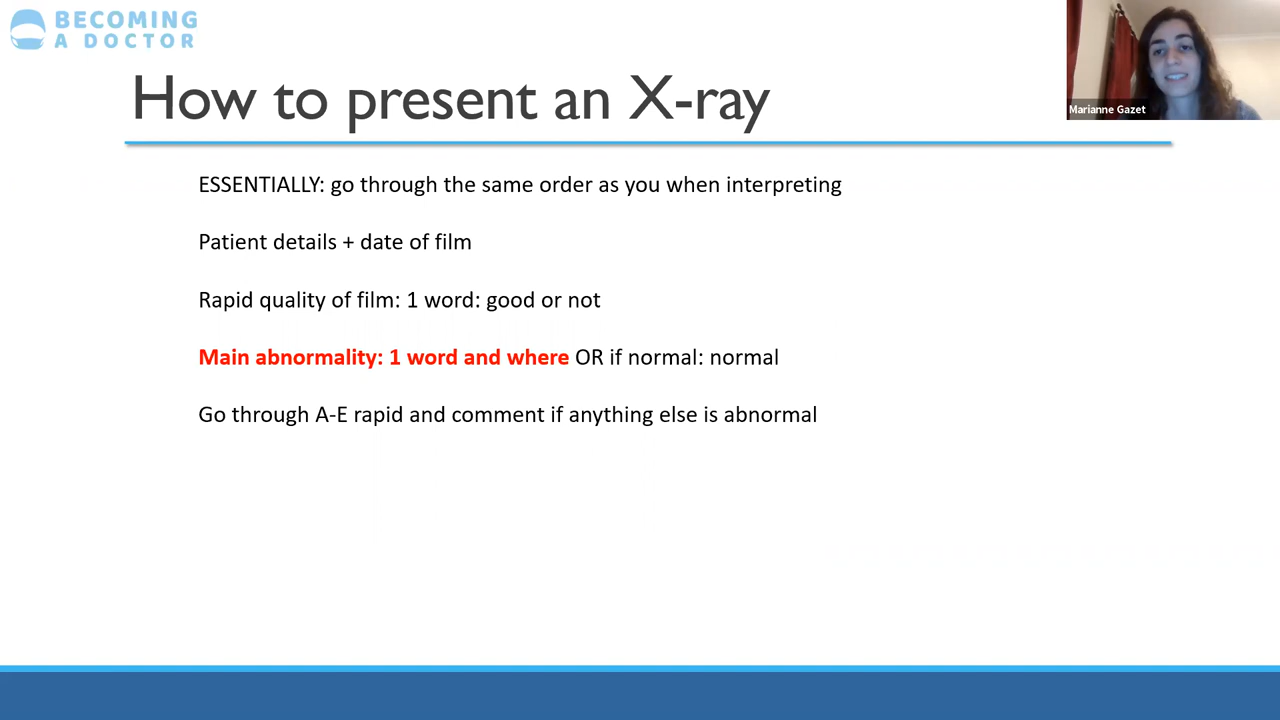 BECOMING
A DOCTOR
How to present an X-ray
Marianne Gazet
ESSENTIALLY: go through the same order as you when interpreting
Patient details + date of film
Rapid quality of film: 1 word: good or not
Main abnormality: 1 word and where OR if normal: normal
Go through A-E rapid and comment if anything else is abnormal